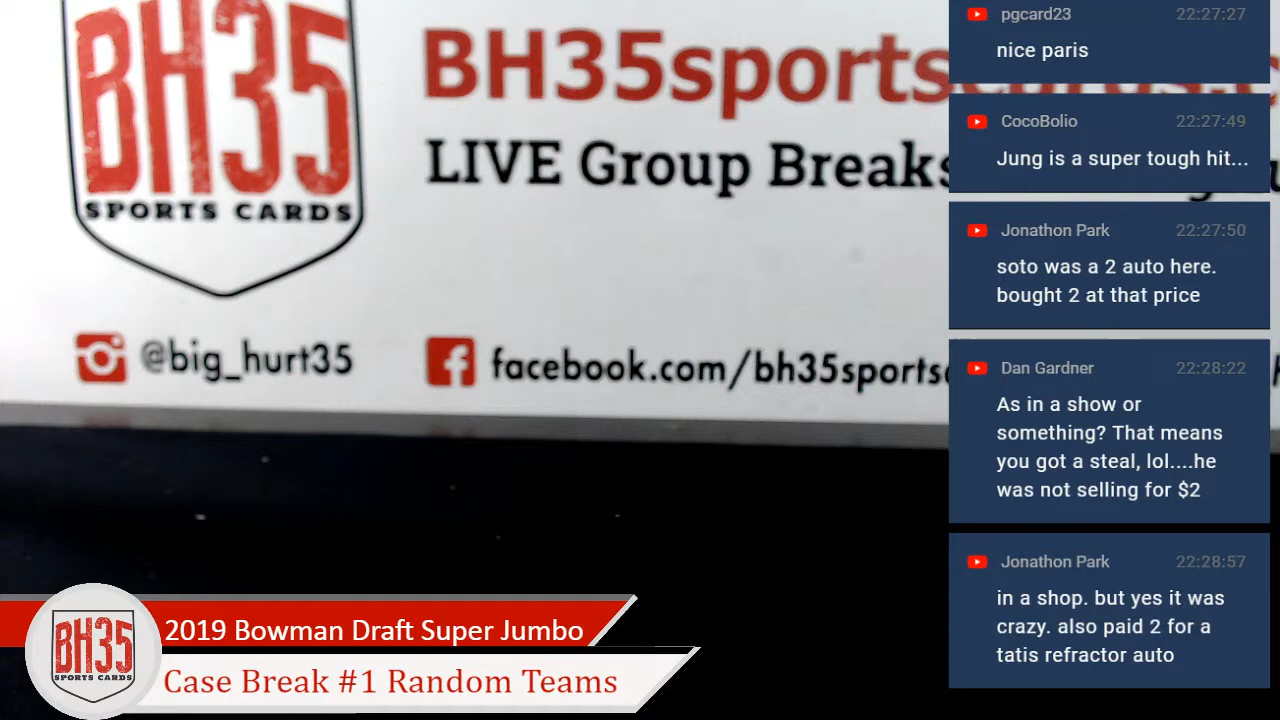 BH35
SPORTS CARDS
BH35sportscards.c
LIVE Group Breaks
@big_hurt35
facebook.com/bh35sports
pgcard23 22:27:27
nice paris
CocoBolio 22:27:49
Jung is a super tough hit...
Jonathon Park 22:27:50
soto was a 2 auto here.
bought 2 at that price
Dan Gardner 22:28:22
As in a show or
something? That means
you got a steal, lol....he
was not selling for $2
Jonathon Park 22:28:57
in a shop. but yes it was
crazy. also paid 2 for a
tatis refractor auto
BH35
SPORTS CARDS
2019 Bowman Draft Super Jumbo
Case Break #1 Random Teams